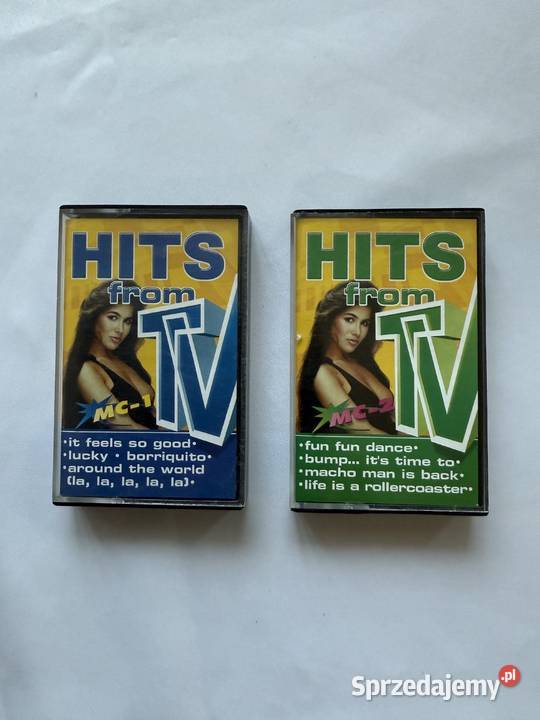 HITS
from
TV
MC-1
•it feels so good•
•lucky • borriquito•
•around the world
(la, la, la, la, la)•
HITS
from
TV
MC-2
•fun fun dance•
•bump... it's time to•
•macho man is back•
•life is a rollercoaster•
Sprzedajemy.pl